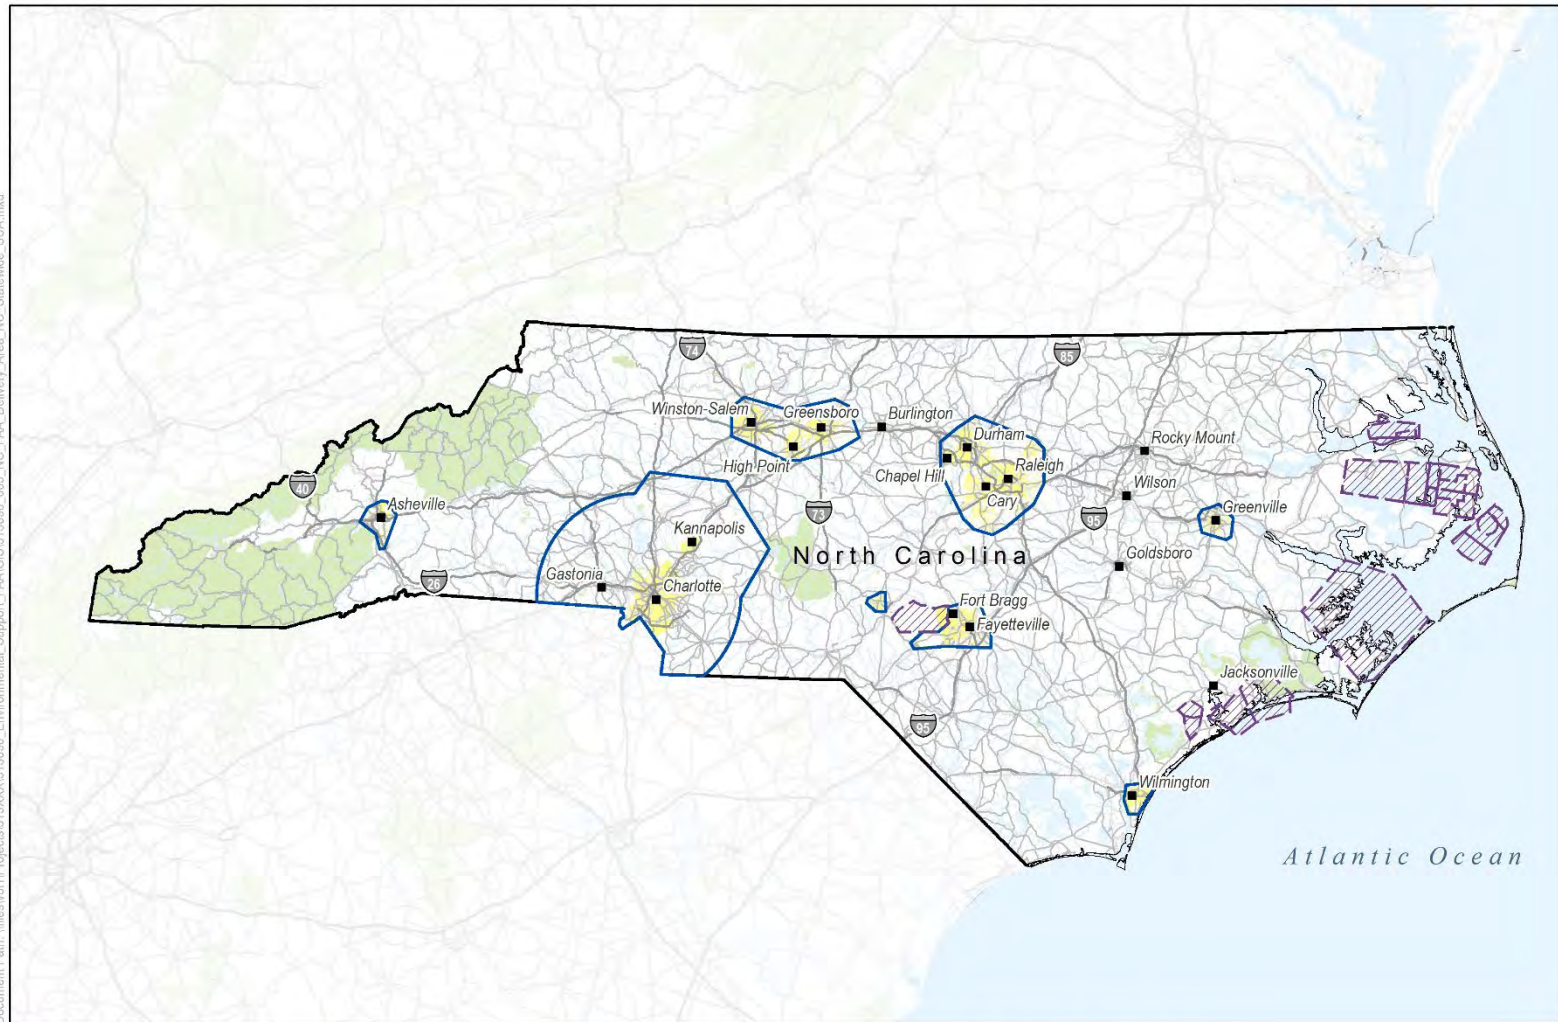 74
85
Winston-Salem
Greensboro
Burlington
Durham
Rocky Mount
High Point
Chapel Hill
Raleigh
Cary
Wilson
40
Asheville
73
95
Greenville
Kannapolis
North Carolina
Goldsboro
26
Gastonia
Charlotte
Fort Bragg
Fayetteville
Jacksonville
95
Wilmington
Atlantic Ocean